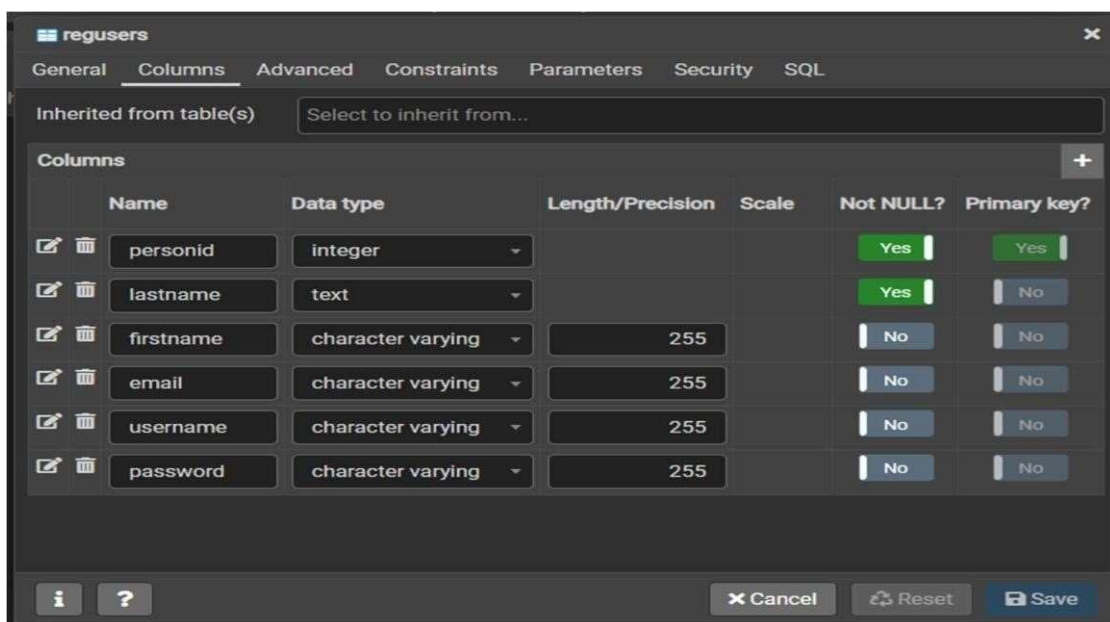 regusers
General Columns Advanced Constraints Parameters Security SQL
Inherited from table(s) Select to inherit from...
Columns
Name Data type Length/Precision Scale Not NULL? Primary key?
personid integer Yes Yes
lastname text Yes No
firstname character varying 255 No No
email character varying 255 No No
username character varying 255 No No
password character varying 255 No No
i ? Cancel Reset Save